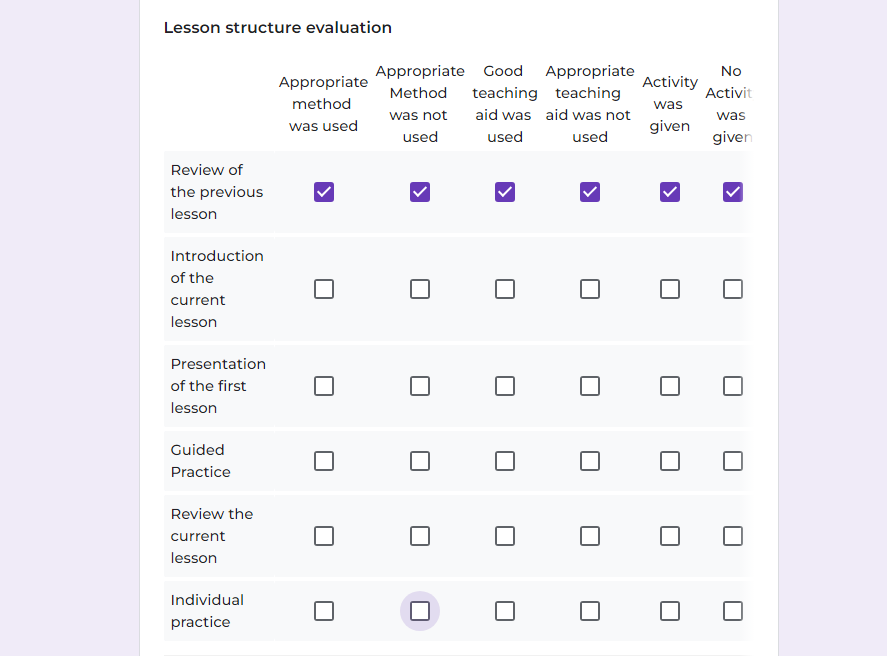 Lesson structure evaluation
Appropriate
method
was used
Appropriate
Method
was not
used
Good
teaching
aid was
used
Appropriate
teaching
aid was not
used
Activity
was
given
No
Activit
was
given
Review of
the previous
lesson
Introduction
of the
current
lesson
Presentation
of the first
lesson
Guided
Practice
Review the
current
lesson
Individual
practice